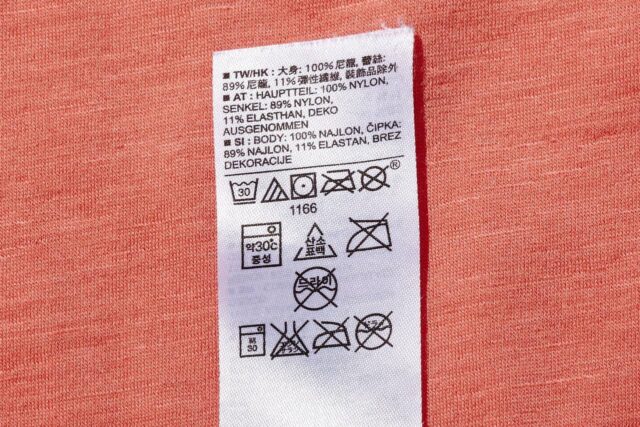 ■ TW/HK : 大身: 100% 尼龍, 蕾絲:
89% 尼龍, 11% 彈性纖維, 裝飾品除外
■ AT : HAUPTTEIL: 100% NYLON,
SENKEL: 89% NYLON,
11% ELASTHAN, DEKO
AUSGENOMMEN
■ SI : BODY: 100% NAJLON, ČIPKA:
89% NAJLON, 11% ELASTAN, BREZ
DEKORACIJE
30 ®
1166
약30℃
중성
산소
표백
드라이
30